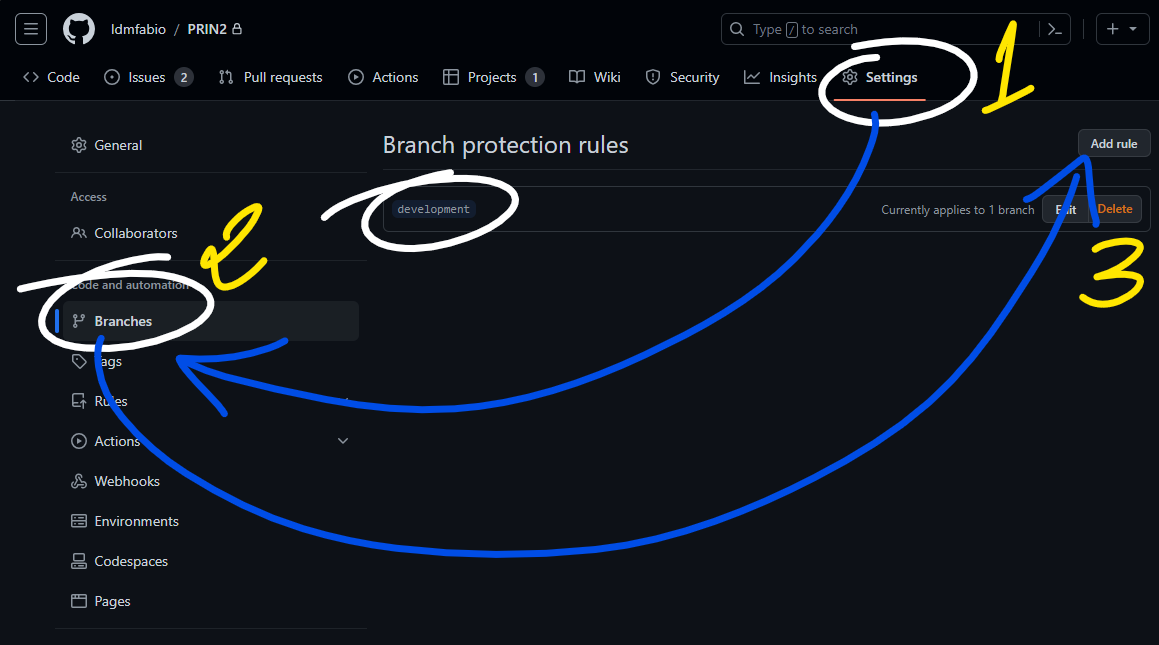 ldmfabio / PRIN2
Type / to search
1
Code Issues 2 Pull requests Actions Projects 1 Wiki Security Insights Settings
General
Branch protection rules
Add rule
Access
development
Currently applies to 1 branch
Edit
Delete
Collaborators
2
3
Code and automation
Branches
Tags
Rules
Actions
Webhooks
Environments
Codespaces
Pages